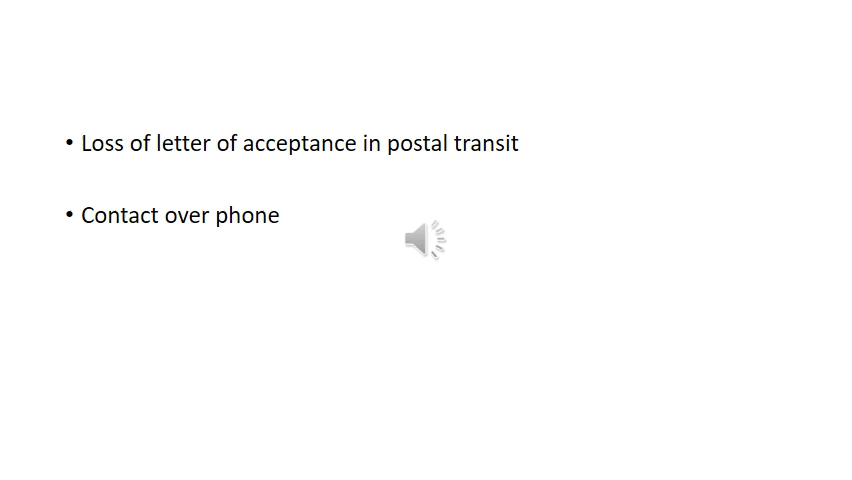 • Loss of letter of acceptance in postal transit
• Contact over phone